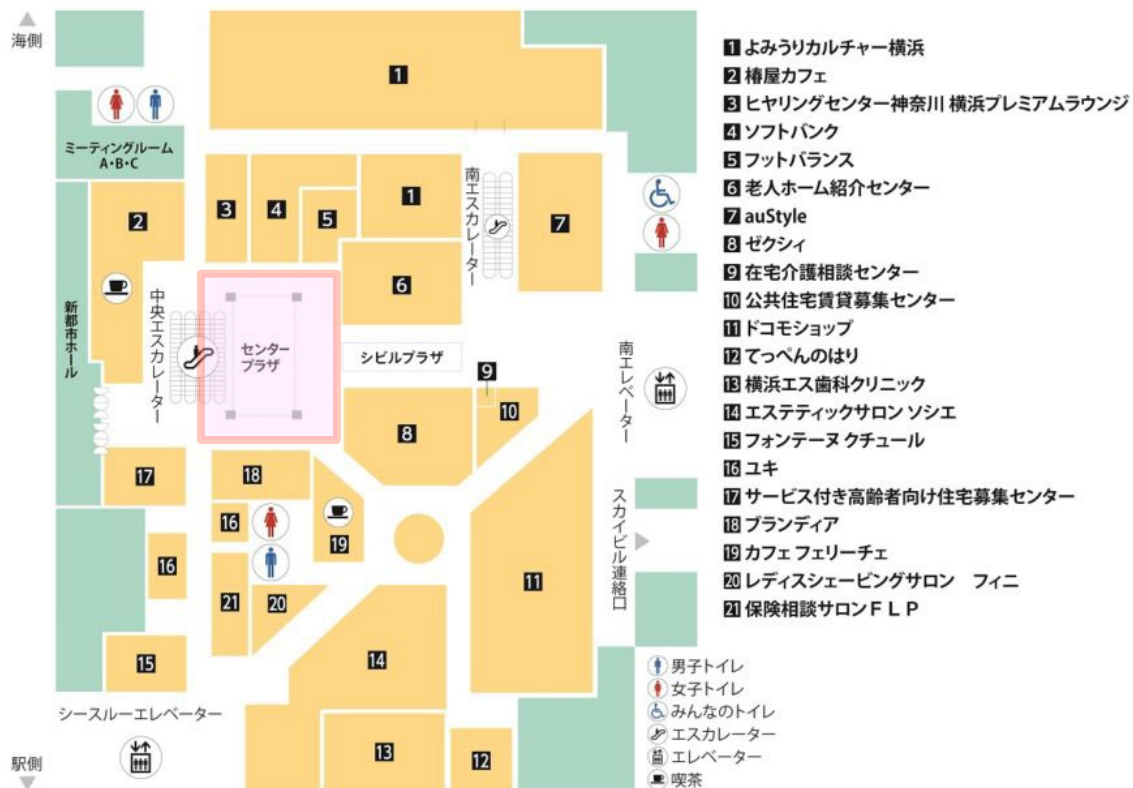 海側
ミーティングルーム
A・B・C
新都市ホール
中央エスカレーター
センター
プラザ
シビルプラザ
南エスカレーター
南エレベーター
スカイビル連絡口
シースルーエレベーター
駅側
1
2
3
4
5
1
6
7
8
9
10
11
12
13
14
15
16
16
17
18
19
20
21
1 よみうりカルチャー横浜
2 椿屋カフェ
3 ヒヤリングセンター神奈川 横浜プレミアムラウンジ
4 ソフトバンク
5 フットバランス
6 老人ホーム紹介センター
7 auStyle
8 ゼクシィ
9 在宅介護相談センター
10 公共住宅賃貸募集センター
11 ドコモショップ
12 てっぺんのはり
13 横浜エス歯科クリニック
14 エステティックサロン ソシエ
15 フォンテーヌ クチュール
16 ユキ
17 サービス付き高齢者向け住宅募集センター
18 ブランディア
19 カフェ フェリーチェ
20 レディスシェービングサロン　フィニ
21 保険相談サロンＦＬＰ
男子トイレ
女子トイレ
みんなのトイレ
エスカレーター
エレベーター
喫茶